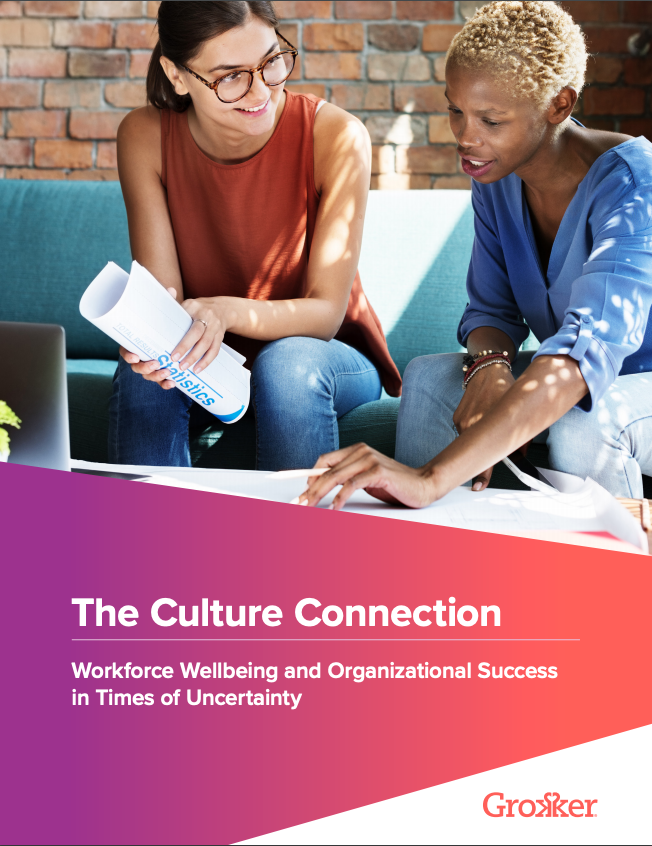 Statistics
The Culture Connection
Workforce Wellbeing and Organizational Success
in Times of Uncertainty
Grokker